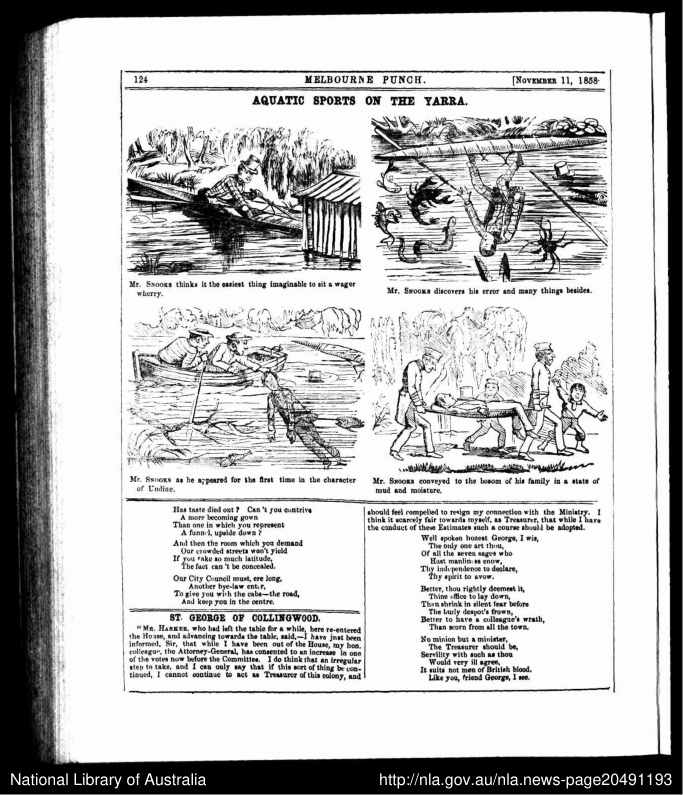 124
MELBOURNE PUNCH.
[NOVEMBER 11, 1858.
AQUATIC SPORTS ON THE YARRA.
Mr. SNOOKS thinks it the easiest thing imaginable to sit a wager
wherry.
Mr. SNOOKS discovers his error and many things besides.
Mr. SNOOKS as he appeared for the first time in the character
of Undine.
Mr. SNOOKS conveyed to the bosom of his family in a state of
mud and moisture.
Has taste died out? Can't you contrive
A more becoming gown
Than one in which you represent
A funnel, upside down?
And then the room which you demand
Our crowded streets won't yield
If you take so much latitude,
The fact can't be concealed.
Our City Council must, ere long,
Another bye-law enter,
To give you with the cabs—the road,
And keep you in the centre.
ST. GEORGE OF COLLINGWOOD.
"MR. HARKER, who had left the table for a while, here re-entered
the House, and advancing towards the table, said,—I have just been
informed, Sir, that while I have been out of the House, my hon.
colleague, the Attorney-General, has consented to an increase in one
of the votes now before the Committee. I do think that an irregular
step to take, and I can only say that if this sort of thing be con-
tinued, I cannot continue to act as Treasurer of this colony, and
should feel compelled to resign my connection with the Ministry. I
think it scarcely fair towards myself, as Treasurer, that while I have
the conduct of these Estimates such a course should be adopted.
Well spoken honest George, I wis,
The only one art thou,
Of all the seven sages who
Hast manliness enow,
Thy independence to declare,
Thy spirit to avow.
Better, thou rightly deemest it,
Thine office to lay down,
Than shrink in silent fear before
The burly despot's frown,
Better to have a colleague's wrath,
Than scorn from all the town.
No minion but a minister,
The Treasurer should be,
Servility with such as thou
Would very ill agree,
It suits not men of British blood.
Like you, friend George, I see.
National Library of Australia
http://nla.gov.au/nla.news-page20491193